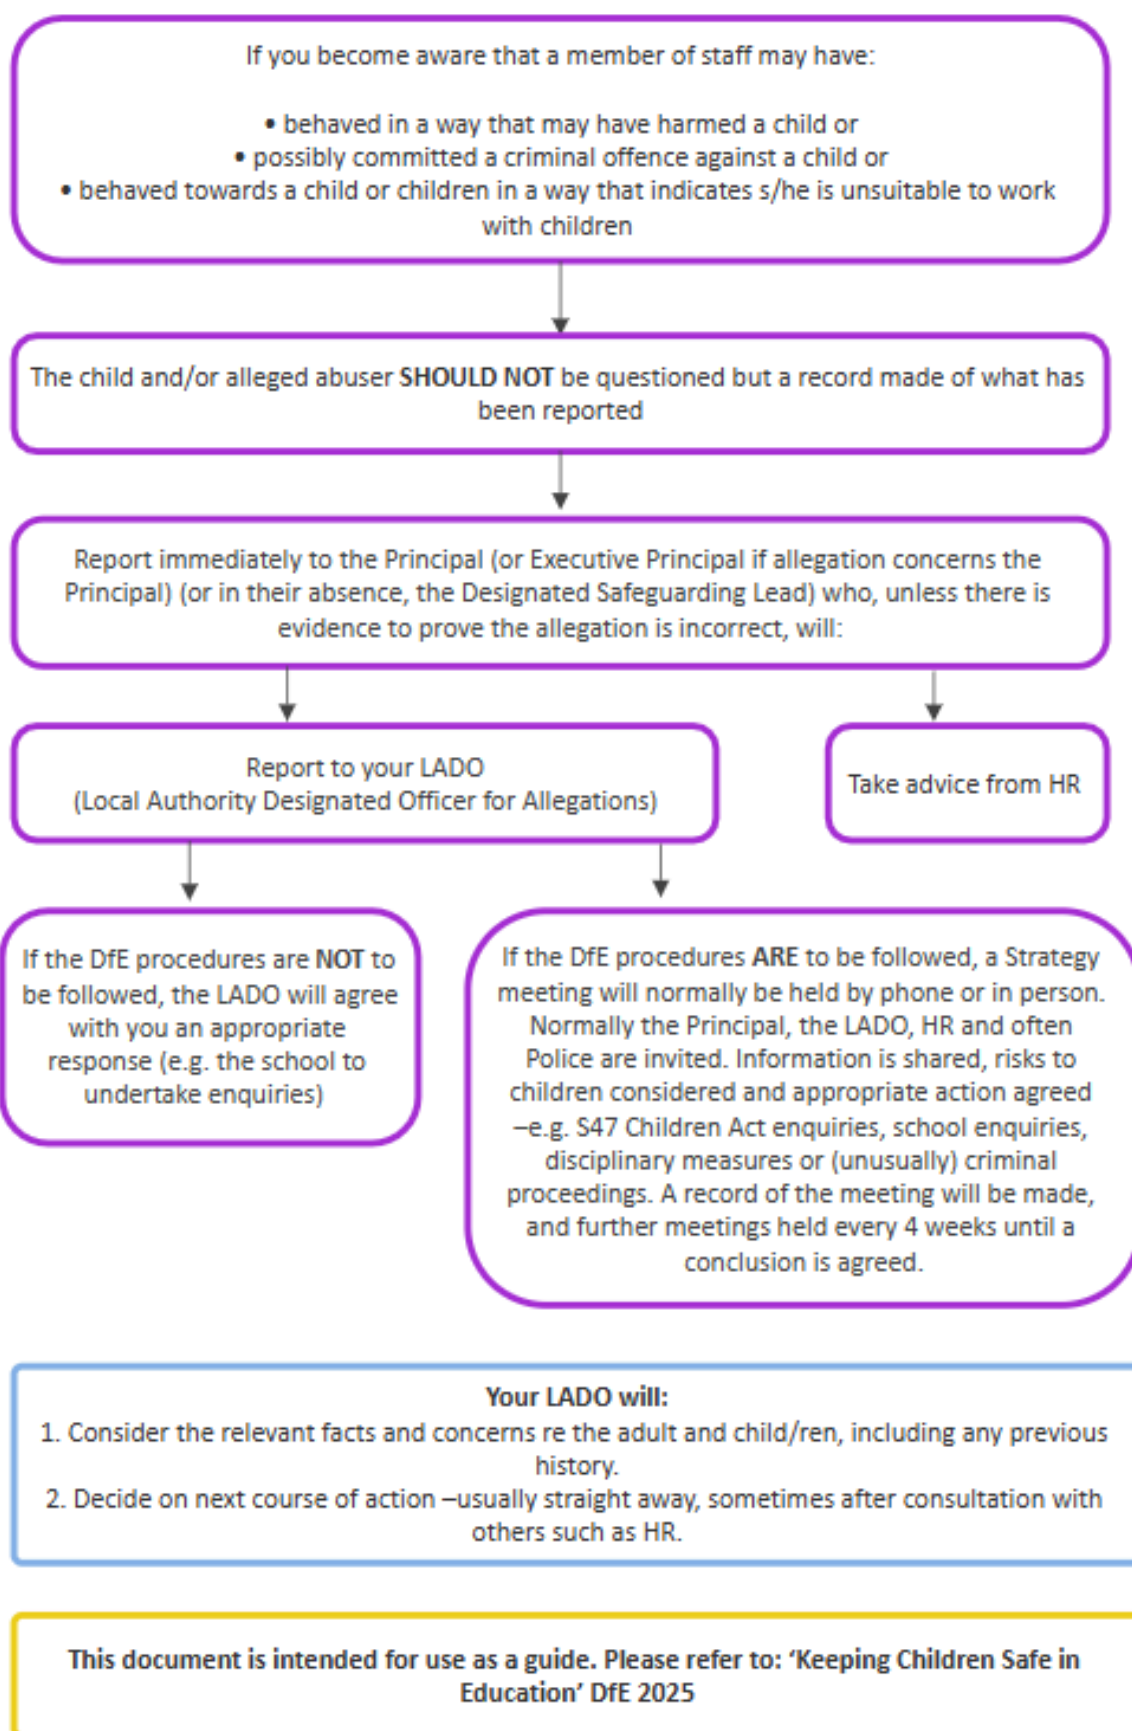 If you become aware that a member of staff may have:
• behaved in a way that may have harmed a child or
• possibly committed a criminal offence against a child or
• behaved towards a child or children in a way that indicates s/he is unsuitable to work
with children
The child and/or alleged abuser SHOULD NOT be questioned but a record made of what has
been reported
Report immediately to the Principal (or Executive Principal if allegation concerns the
Principal) (or in their absence, the Designated Safeguarding Lead) who, unless there is
evidence to prove the allegation is incorrect, will:
Report to your LADO
(Local Authority Designated Officer for Allegations)
Take advice from HR
If the DfE procedures are NOT to
be followed, the LADO will agree
with you an appropriate
response (e.g. the school to
undertake enquiries)
If the DfE procedures ARE to be followed, a Strategy
meeting will normally be held by phone or in person.
Normally the Principal, the LADO, HR and often
Police are invited. Information is shared, risks to
children considered and appropriate action agreed
–e.g. S47 Children Act enquiries, school enquiries,
disciplinary measures or (unusually) criminal
proceedings. A record of the meeting will be made,
and further meetings held every 4 weeks until a
conclusion is agreed.
Your LADO will:
1. Consider the relevant facts and concerns re the adult and child/ren, including any previous
history.
2. Decide on next course of action –usually straight away, sometimes after consultation with
others such as HR.
This document is intended for use as a guide. Please refer to: ‘Keeping Children Safe in
Education’ DfE 2025